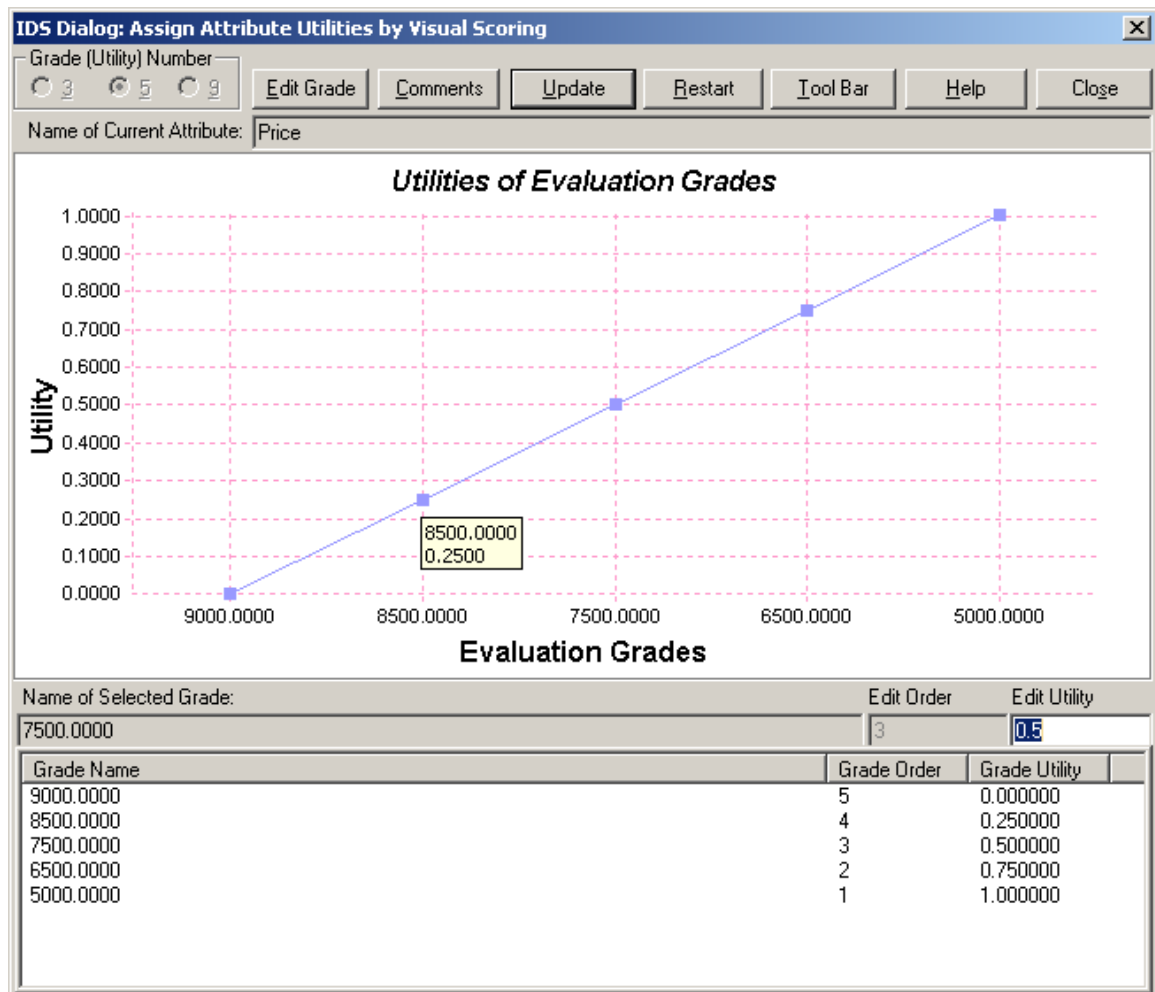 IDS Dialog: Assign Attribute Utilities by Visual Scoring
Grade (Utility) Number
3 5 9 Edit Grade Comments Update Restart Tool Bar Help Close
Name of Current Attribute: Price
Utilities of Evaluation Grades
1.0000
0.9000
0.8000
0.7000
0.6000
0.5000
0.4000
0.3000
0.2000
0.1000
0.0000
Utility
8500.0000
0.2500
9000.0000 8500.0000 7500.0000 6500.0000 5000.0000
Evaluation Grades
Name of Selected Grade: Edit Order Edit Utility
7500.0000 3 0.5
Grade Name Grade Order Grade Utility
9000.0000 5 0.000000
8500.0000 4 0.250000
7500.0000 3 0.500000
6500.0000 2 0.750000
5000.0000 1 1.000000